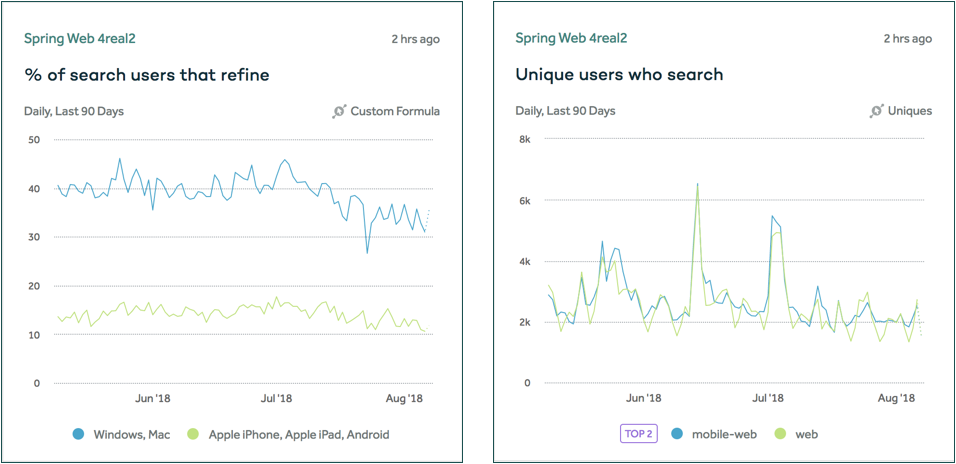 Spring Web 4real2
2 hrs ago
% of search users that refine
Daily, Last 90 Days
Custom Formula
50
40
30
20
10
0
Jun '18
Jul '18
Aug '18
Windows, Mac
Apple iPhone, Apple iPad, Android
Spring Web 4real2
2 hrs ago
Unique users who search
Daily, Last 90 Days
Uniques
8k
6k
4k
2k
0
Jun '18
Jul '18
Aug '18
TOP 2
mobile-web
web